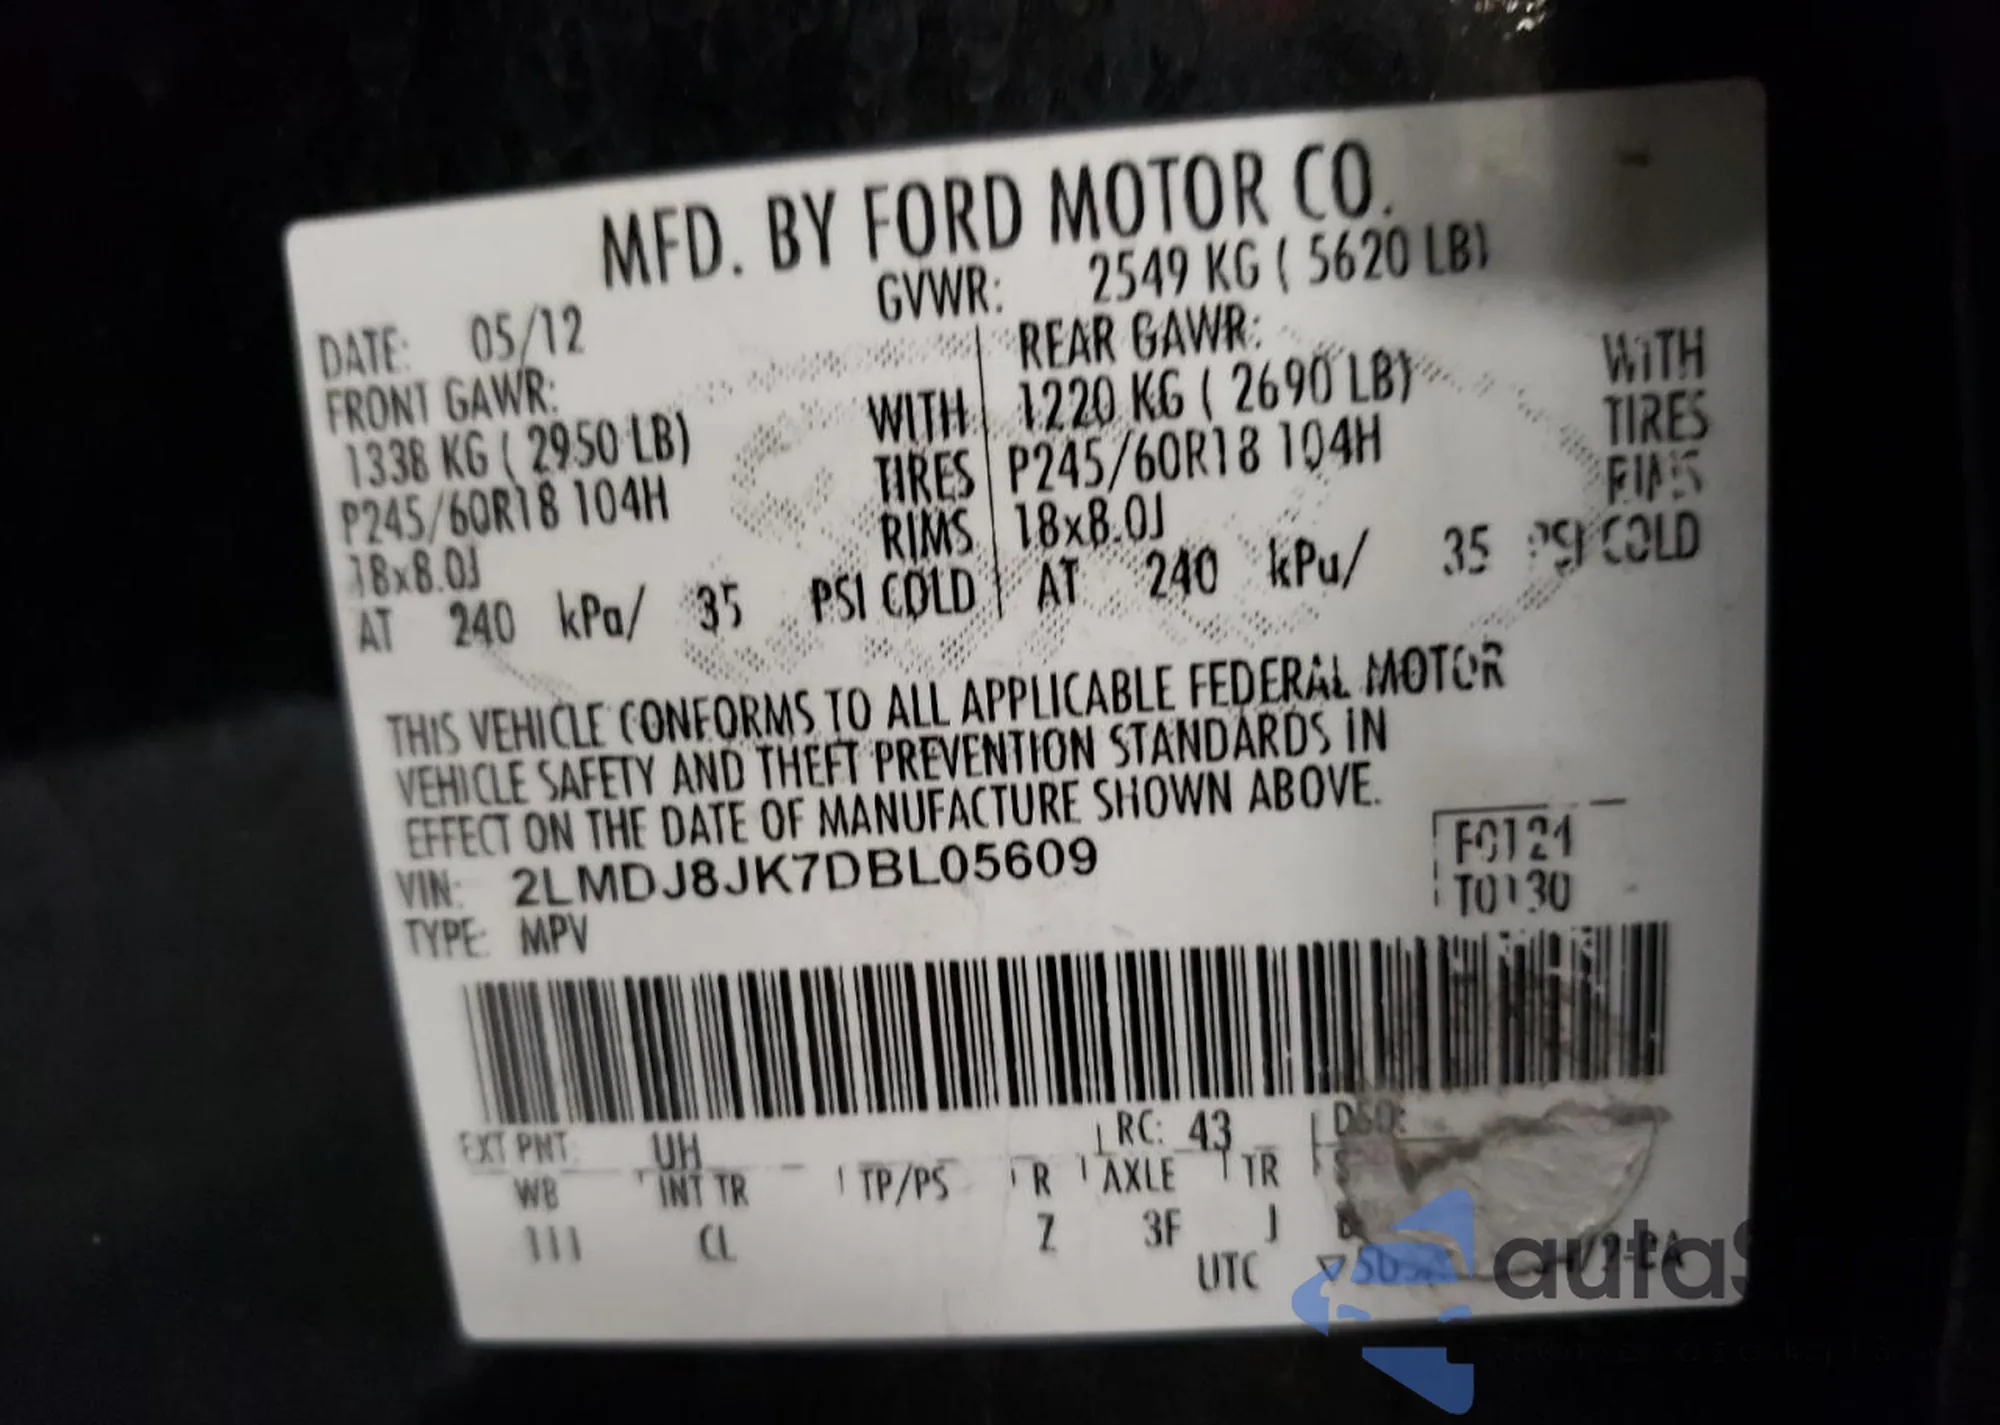 MFD. BY FORD MOTOR CO.
DATE: 05/12 GVWR: 2549 KG ( 5620 LB)
FRONT GAWR: REAR GAWR:
1338 KG ( 2950 LB) WITH 1220 KG ( 2690 LB) WITH
P245/60R18 104H TIRES P245/60R18 104H TIRES
18x8.0J RIMS 18x8.0J RIMS
AT 240 kPa/ 35 PSI COLD AT 240 kPa/ 35 PSI COLD
THIS VEHICLE CONFORMS TO ALL APPLICABLE FEDERAL MOTOR
VEHICLE SAFETY AND THEFT PREVENTION STANDARDS IN
EFFECT ON THE DATE OF MANUFACTURE SHOWN ABOVE.
VIN: 2LMDJ8JK7DBL05609
TYPE: MPV
F0124
T0130
EXT PNT: UH RC: 43 DSO:
WB INT TR TP/PS R AXLE TR S
111 CL Z 3F J
UTC